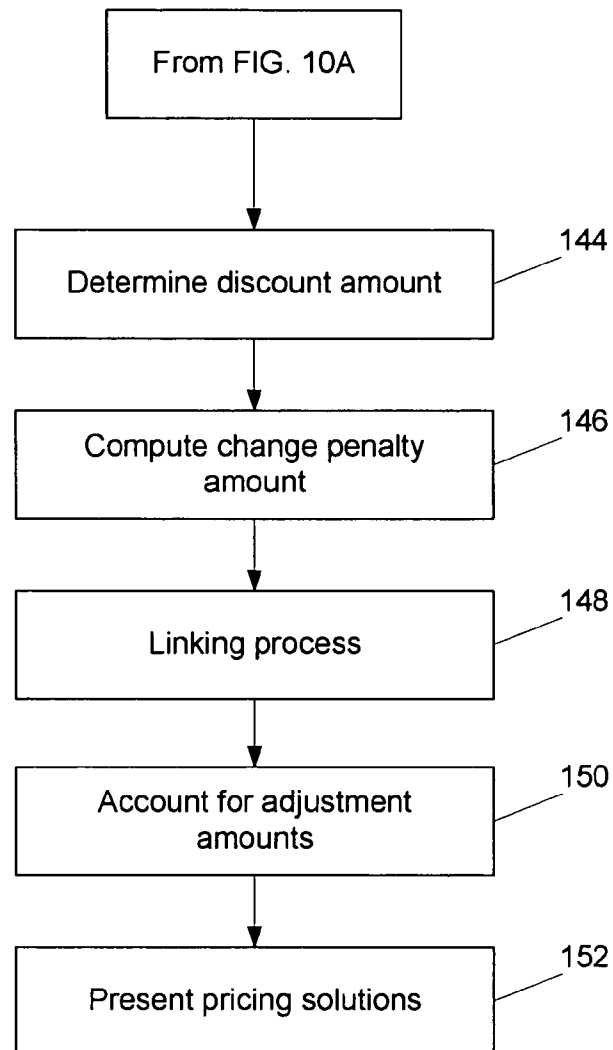 From FIG. 10A
144
Determine discount amount
146
Compute change penalty
amount
148
Linking process
150
Account for adjustment
amounts
152
Present pricing solutions